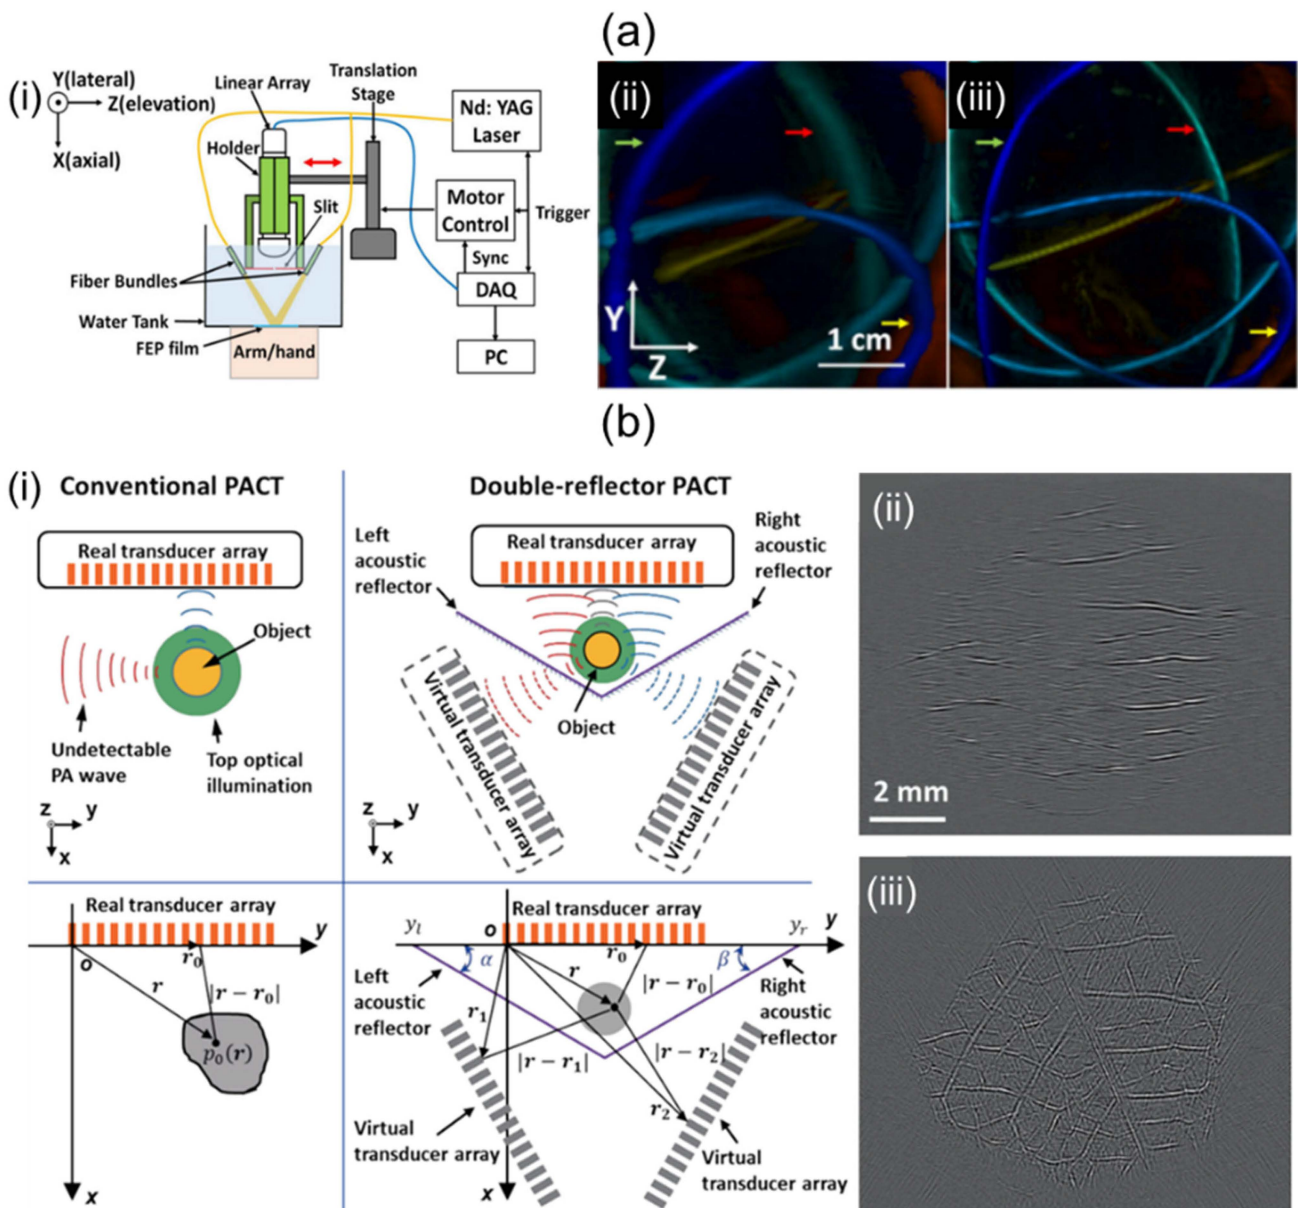 (a)
(i)
Y(lateral)
Z(elevation)
X(axial)
Linear Array
Translation
Stage
Holder
Slit
Fiber Bundles
Water Tank
FEP film
Arm/hand
Nd: YAG
Laser
Motor
Control
Trigger
Sync
DAQ
PC
(ii)
Y
Z
1 cm
(iii)
(b)
(i)
Conventional PACT
Real transducer array
Object
Undetectable
PA wave
Top optical
illumination
z
y
x
Double-reflector PACT
Left
acoustic
reflector
Real transducer array
Right
acoustic
reflector
Virtual transducer array
Object
Virtual transducer array
z
y
x
Real transducer array
y
o
r₀
r
|r − r₀|
p₀(r)
x
yₗ
o
Real transducer array
yᵣ
y
α
r₀
β
Left
acoustic
reflector
r
|r − r₀|
Right
acoustic
reflector
r₁
|r − r₁|
|r − r₂|
r₂
Virtual
transducer array
Virtual
transducer array
x
(ii)
2 mm
(iii)